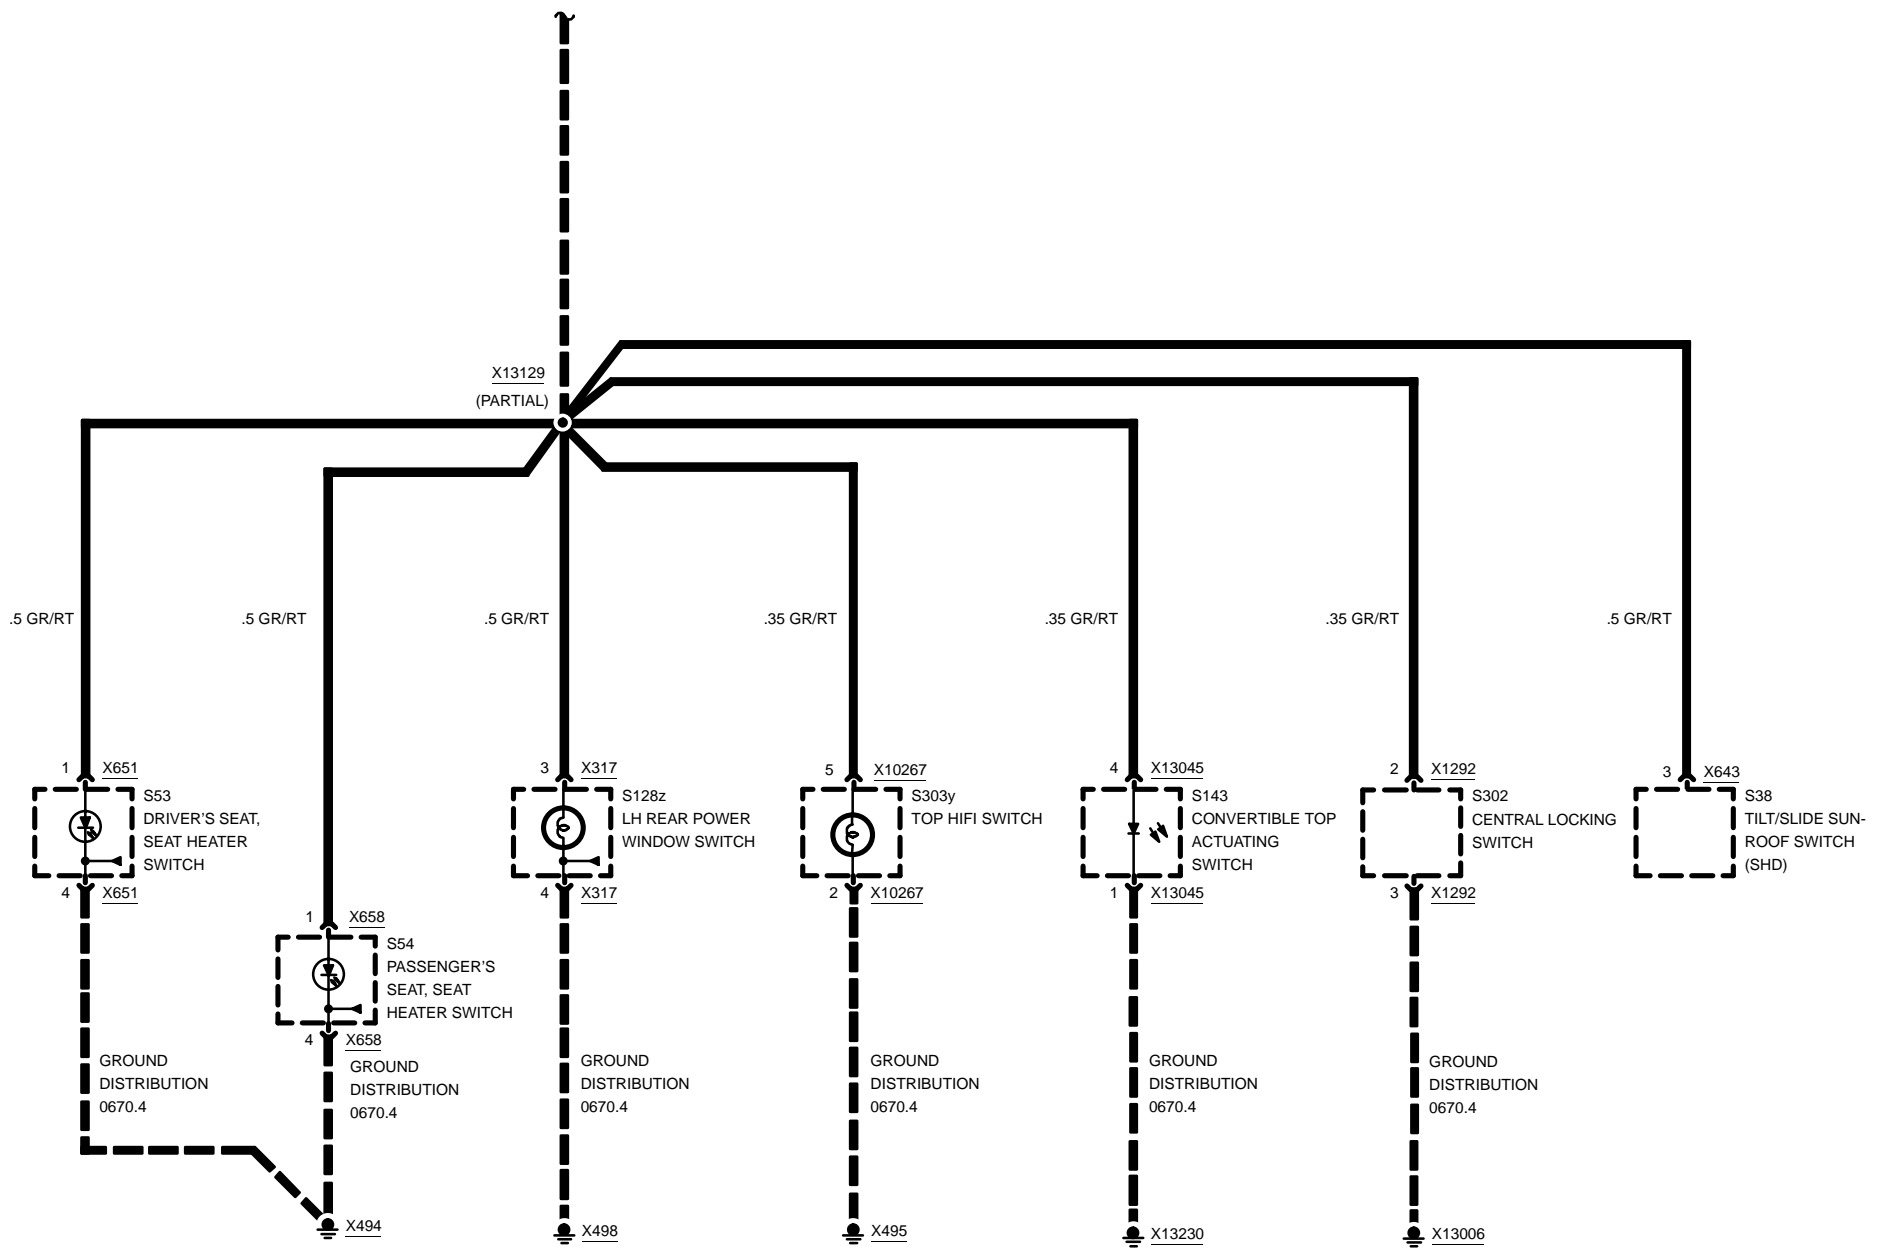 X13129
(PARTIAL)
.5 GR/RT
.5 GR/RT
.5 GR/RT
.35 GR/RT
.35 GR/RT
.35 GR/RT
.5 GR/RT
1 X651
S53
DRIVER'S SEAT,
SEAT HEATER
SWITCH
4 X651
1 X658
S54
PASSENGER'S
SEAT, SEAT
HEATER SWITCH
4 X658
3 X317
S128z
LH REAR POWER
WINDOW SWITCH
4 X317
5 X10267
S303y
TOP HIFI SWITCH
2 X10267
4 X13045
S143
CONVERTIBLE TOP
ACTUATING
SWITCH
1 X13045
2 X1292
S302
CENTRAL LOCKING
SWITCH
3 X1292
3 X643
S38
TILT/SLIDE SUN-
ROOF SWITCH
(SHD)
GROUND
DISTRIBUTION
0670.4
GROUND
DISTRIBUTION
0670.4
GROUND
DISTRIBUTION
0670.4
GROUND
DISTRIBUTION
0670.4
GROUND
DISTRIBUTION
0670.4
GROUND
DISTRIBUTION
0670.4
X494
X498
X495
X13230
X13006